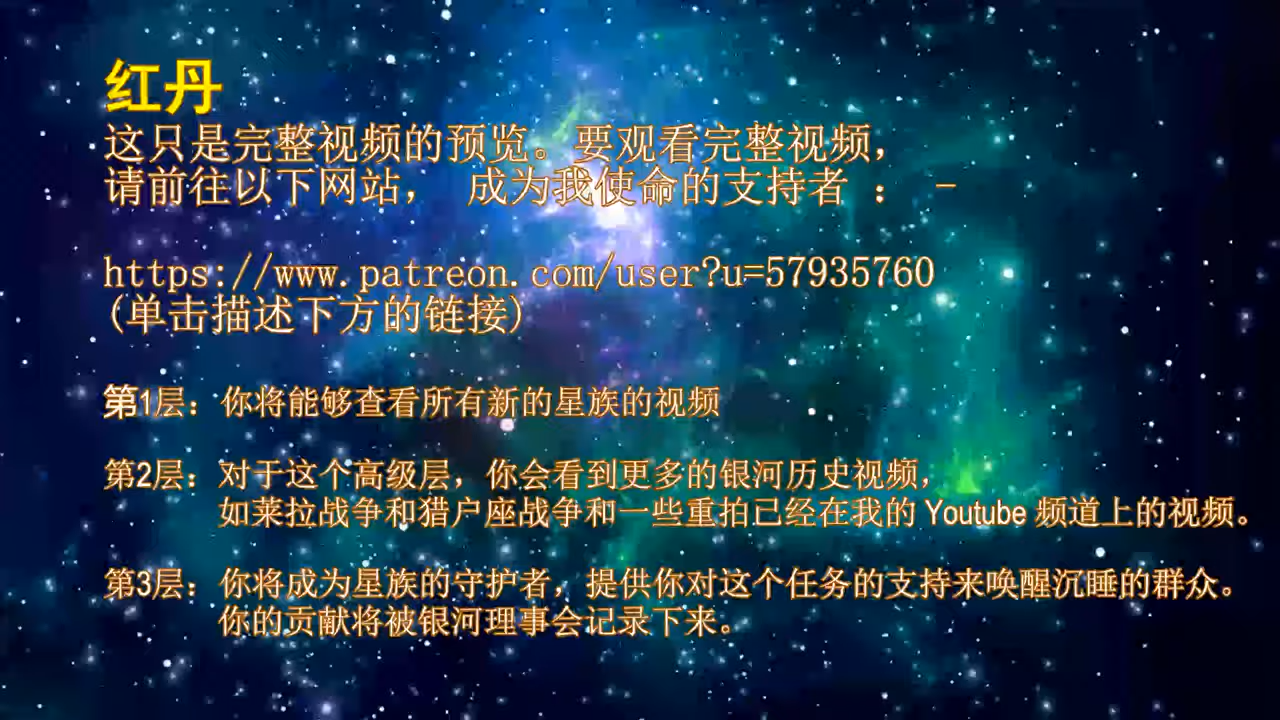 红丹
这只是完整视频的预览。要观看完整视频，
请前往以下网站， 成为我使命的支持者 ： -
https://www.patreon.com/user?u=57935760
(单击描述下方的链接)
第1层：你将能够查看所有新的星族的视频
第2层：对于这个高级层，你会看到更多的银河历史视频，
如莱拉战争和猎户座战争和一些重拍已经在我的 Youtube 频道上的视频。
第3层：你将成为星族的守护者，提供你对这个任务的支持来唤醒沉睡的群众。
你的贡献将被银河理事会记录下来。